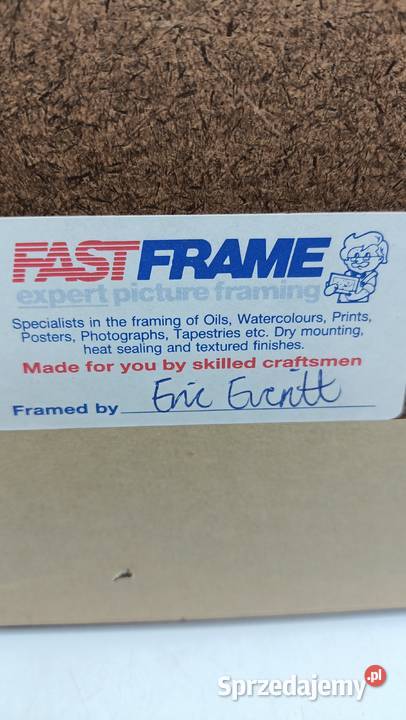 FASTFRAME
expert picture framing
Specialists in the framing of Oils, Watercolours, Prints,
Posters, Photographs, Tapestries etc. Dry mounting,
heat sealing and textured finishes.
Made for you by skilled craftsmen
Framed by Eric Everitt
Sprzedajemy.pl